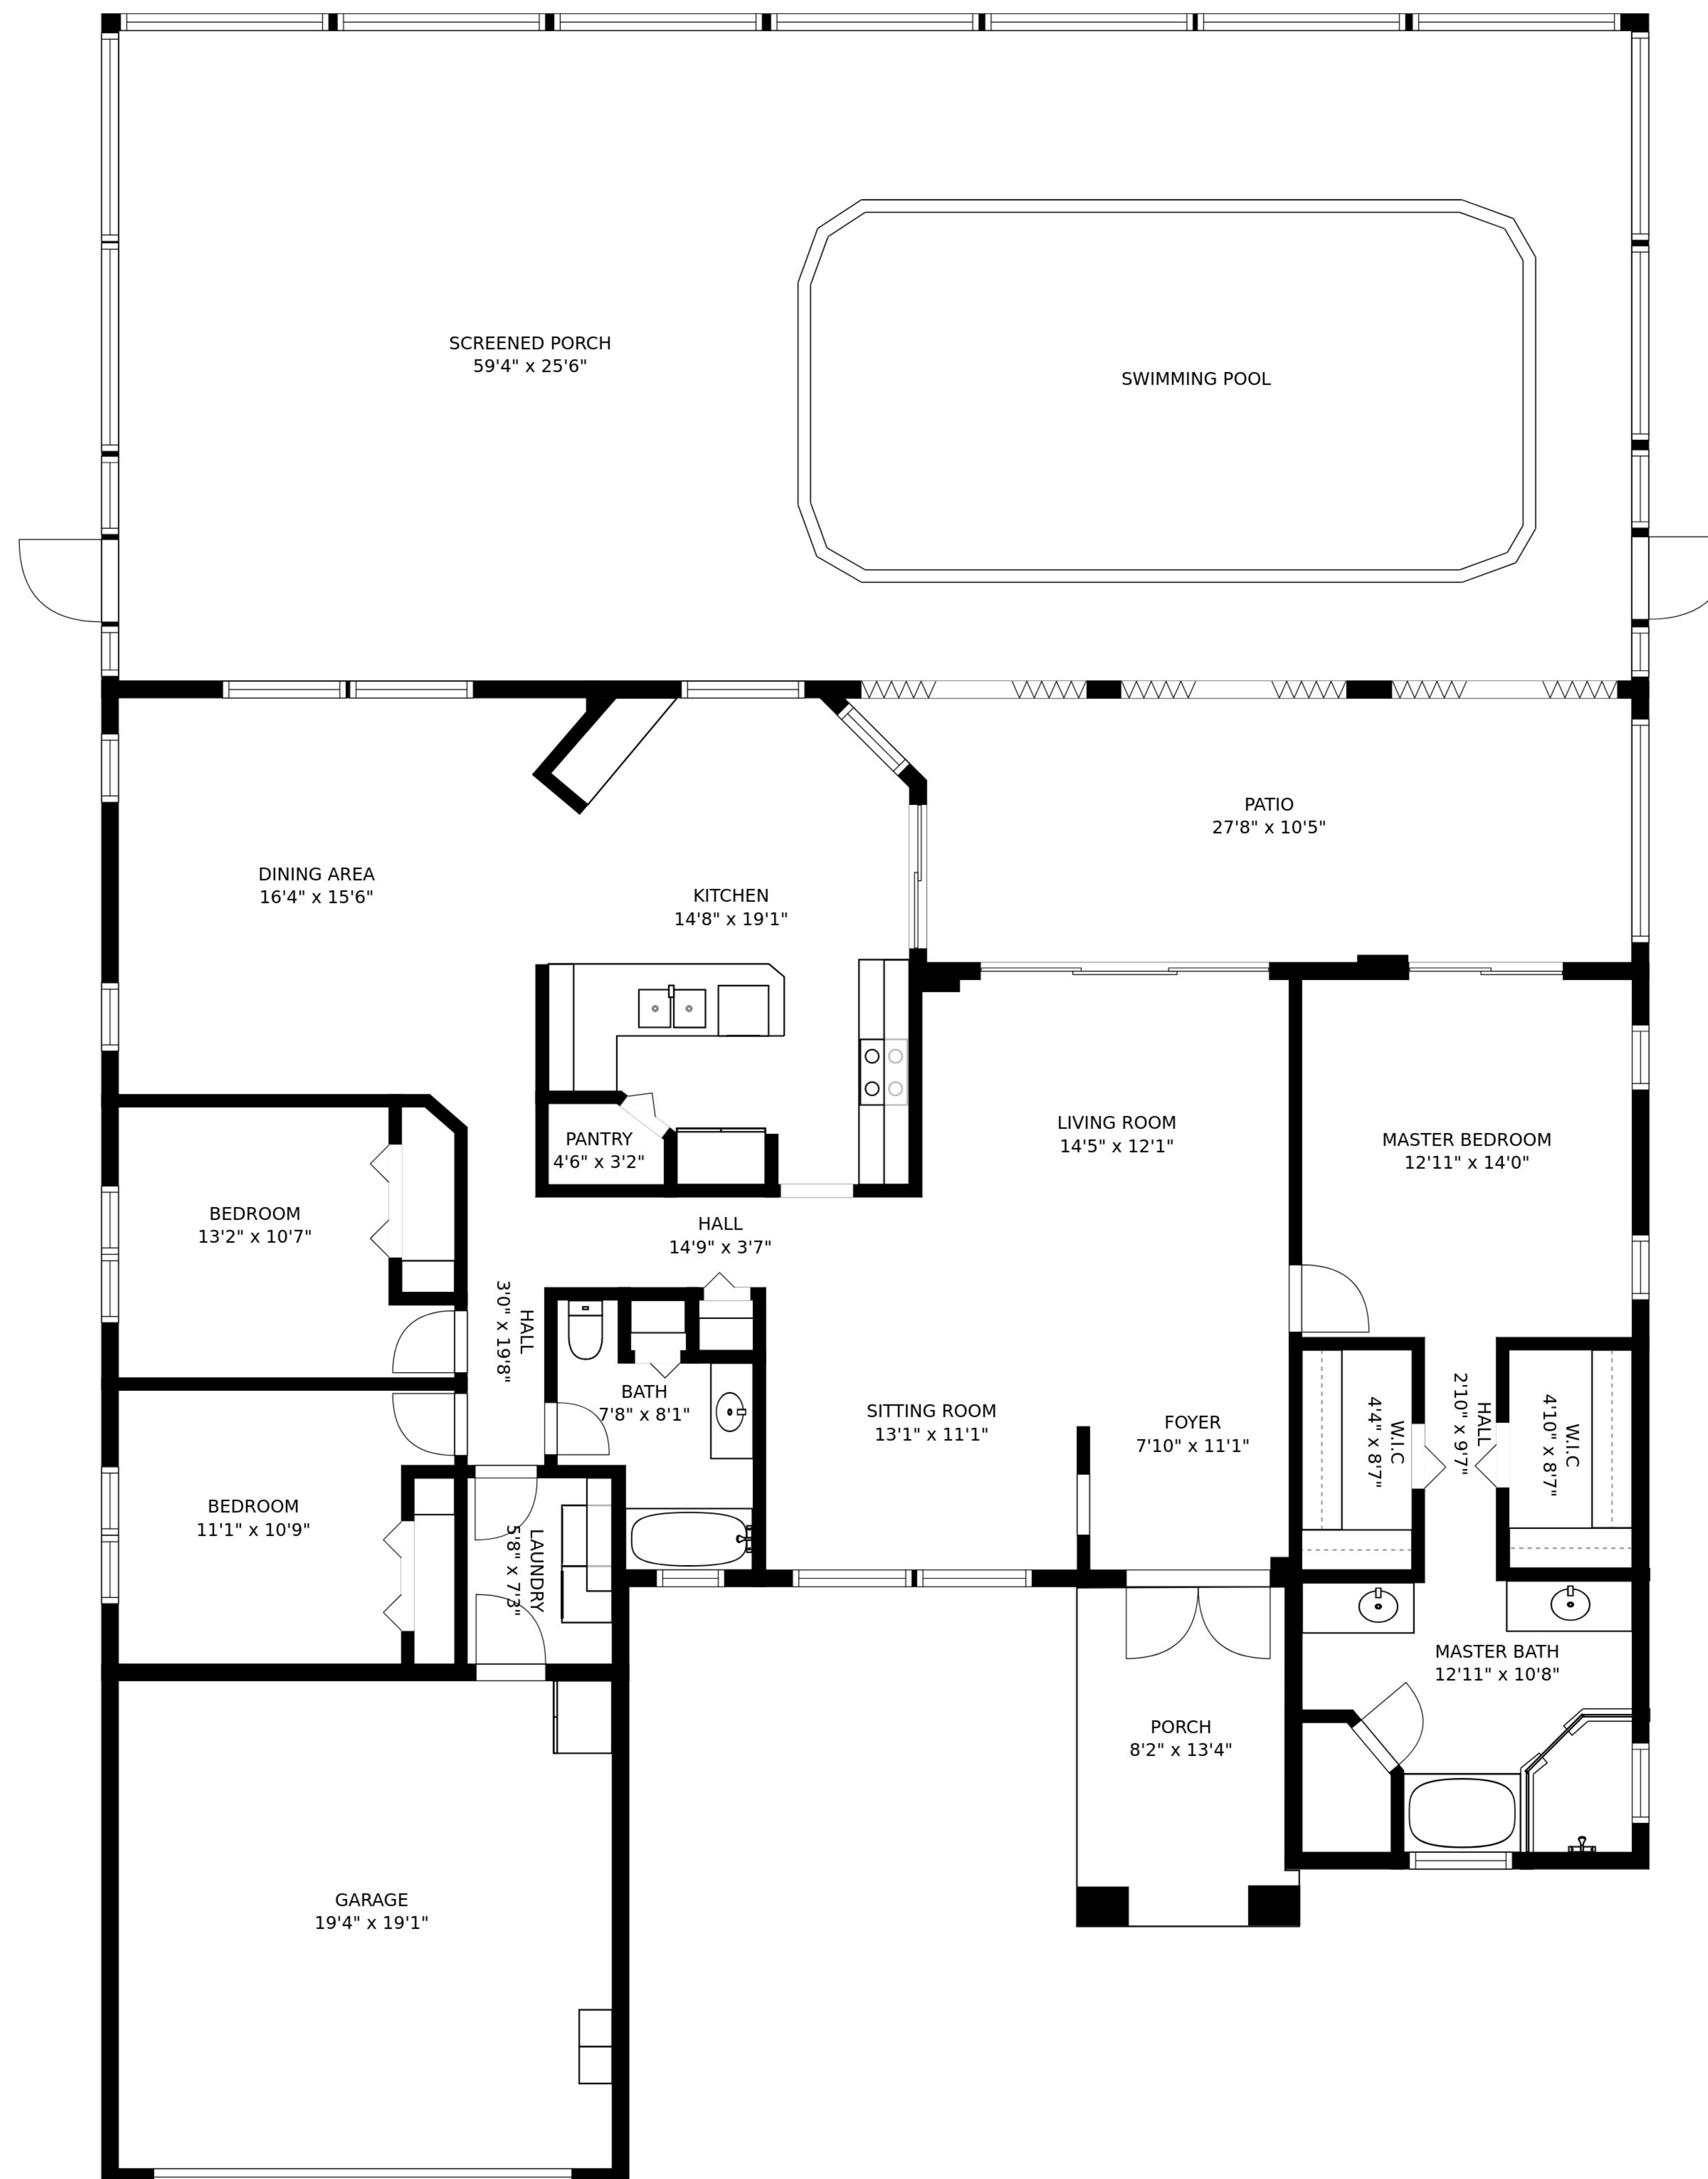 SCREENED PORCH
59'4" x 25'6"
SWIMMING POOL
PATIO
27'8" x 10'5"
DINING AREA
16'4" x 15'6"
KITCHEN
14'8" x 19'1"
LIVING ROOM
14'5" x 12'1"
MASTER BEDROOM
12'11" x 14'0"
PANTRY
4'6" x 3'2"
BEDROOM
13'2" x 10'7"
HALL
14'9" x 3'7"
HALL
3'0" x 19'8"
BATH
7'8" x 8'1"
SITTING ROOM
13'1" x 11'1"
FOYER
7'10" x 11'1"
W.I.C
4'4" x 8'7"
HALL
2'10" x 9'7"
W.I.C
4'10" x 8'7"
BEDROOM
11'1" x 10'9"
LAUNDRY
5'8" x 7'3"
MASTER BATH
12'11" x 10'8"
PORCH
8'2" x 13'4"
GARAGE
19'4" x 19'1"